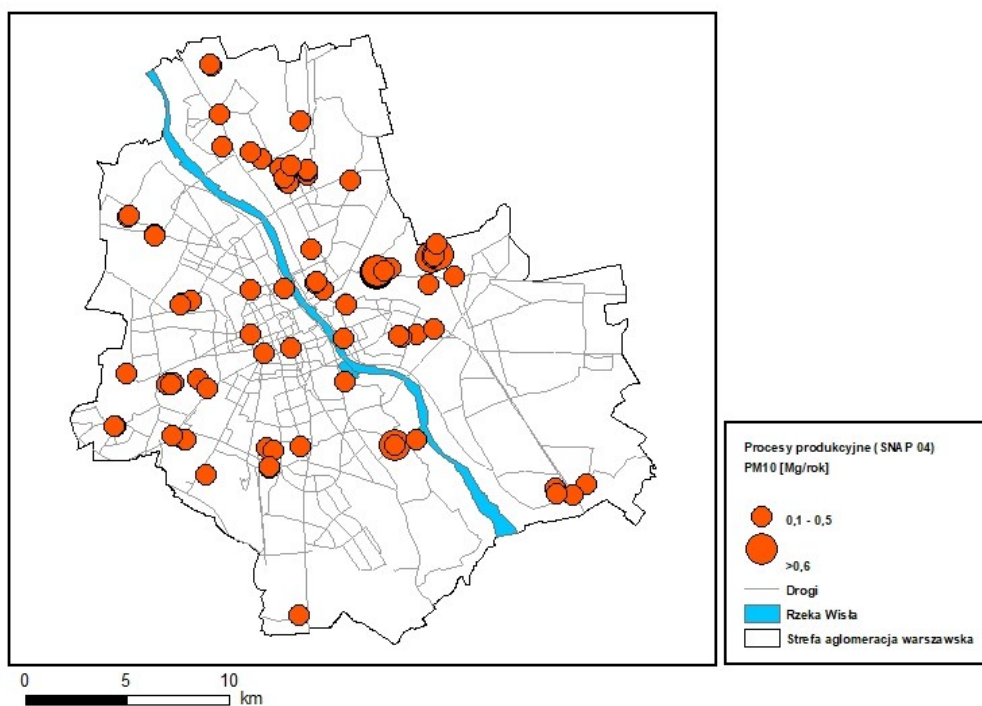 Procesy produkcyjne ( SNAP 04)
PM10 [Mg/rok]
0,1 - 0,5
>0,6
Drogi
Rzeka Wisła
Strefa aglomeracja warszawska
0 5 10
km